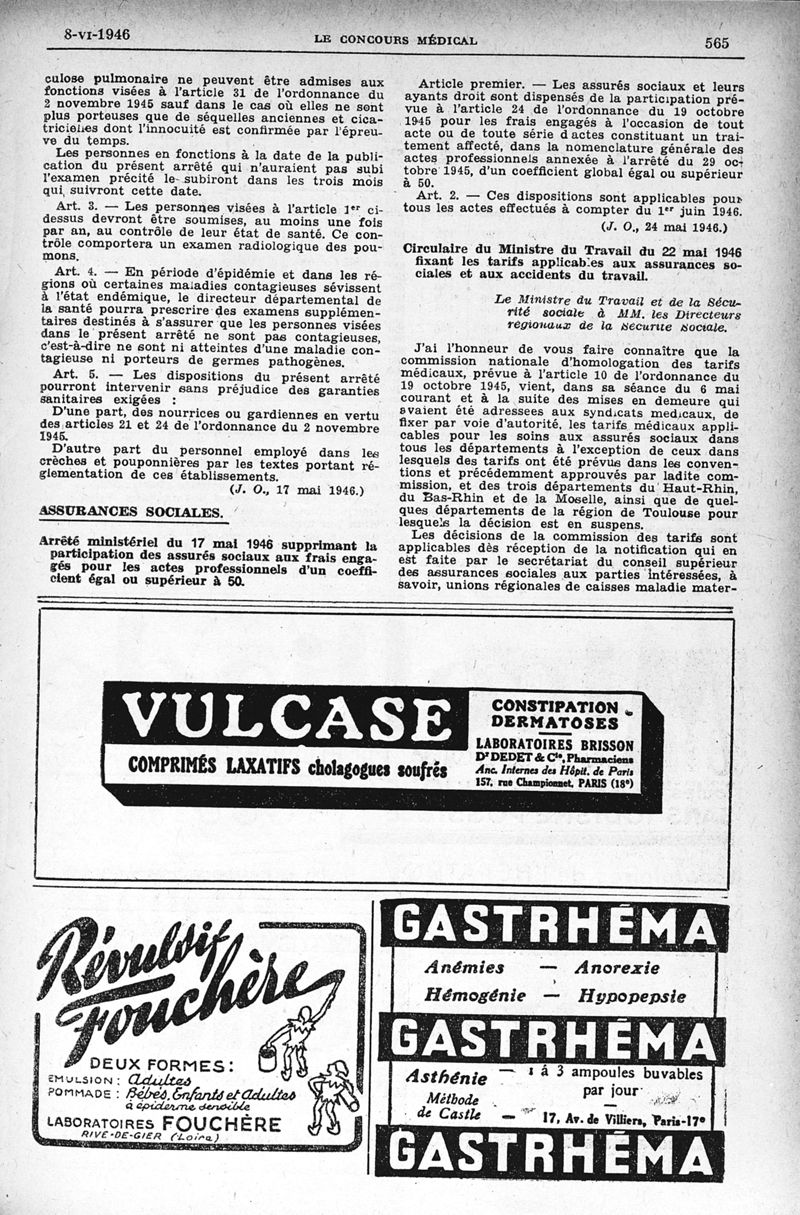 8-VI-1946
LE CONCOURS MÉDICAL
565
culose pulmonaire ne peuvent être admises aux
fonctions visées à l'article 31 de l'ordonnance du
2 novembre 1945 sauf dans le cas où elles ne sont
plus porteuses que de séquelles anciennes et cica-
tricielles dont l'innocuité est confirmée par l'épreu-
ve du temps.
Les personnes en fonctions à la date de la publi-
cation du présent arrêté qui n'auraient pas subi
l'examen précité le subiront dans les trois mois
qui suivront cette date.
Art. 3. — Les personnes visées à l'article 1er ci-
dessus devront être soumises, au moins une fois
par an, au contrôle de leur état de santé. Ce con-
trôle comportera un examen radiologique des pou-
mons.
Art. 4. — En période d'épidémie et dans les ré-
gions où certaines maladies contagieuses sévissent
à l'état endémique, le directeur départemental de
la santé pourra prescrire des examens supplémen-
taires destinés à s'assurer que les personnes visées
dans le présent arrêté ne sont pas contagieuses,
c'est-à-dire ne sont ni atteintes d'une maladie con-
tagieuse ni porteurs de germes pathogènes.
Art. 5. — Les dispositions du présent arrêté
pourront intervenir sans préjudice des garanties
sanitaires exigées :
D'une part, des nourrices ou gardiennes en vertu
des articles 21 et 24 de l'ordonnance du 2 novembre
1945.
D'autre part du personnel employé dans les
crèches et pouponnières par les textes portant ré-
glementation de ces établissements.
(J. O., 17 mai 1946.)
ASSURANCES SOCIALES.
Arrêté ministériel du 17 mai 1946 supprimant la
participation des assurés sociaux aux frais enga-
gés pour les actes professionnels d'un coeffi-
cient égal ou supérieur à 50.
Article premier. — Les assurés sociaux et leurs
ayants droit sont dispensés de la participation pré-
vue à l'article 24 de l'ordonnance du 19 octobre
1945 pour les frais engagés à l'occasion de tout
acte ou de toute série d'actes constituant un trai-
tement affecté, dans la nomenclature générale des
actes professionnels annexée à l'arrêté du 29 oc-
tobre 1945, d'un coefficient global égal ou supérieur
à 50.
Art. 2. — Ces dispositions sont applicables pour
tous les actes effectués à compter du 1er juin 1946.
(J. O., 24 mai 1946.)
Circulaire du Ministre du Travail du 22 mai 1946
fixant les tarifs applicables aux assurances so-
ciales et aux accidents du travail.
Le Ministre du Travail et de la Sécu-
rité sociale à MM. les Directeurs
régionaux de la Sécurité Sociale.
J'ai l'honneur de vous faire connaître que la
commission nationale d'homologation des tarifs
médicaux, prévue à l'article 10 de l'ordonnance du
19 octobre 1945, vient, dans sa séance du 6 mai
courant et à la suite des mises en demeure qui
avaient été adressées aux syndicats médicaux, de
fixer par voie d'autorité, les tarifs médicaux appli-
cables pour les soins aux assurés sociaux dans
tous les départements à l'exception de ceux dans
lesquels des tarifs ont été prévus dans les conven-
tions et précédemment approuvés par ladite com-
mission, et des trois départements du Haut-Rhin,
du Bas-Rhin et de la Moselle, ainsi que de quel-
ques départements de la région de Toulouse pour
lesquels la décision est en suspens.
Les décisions de la commission des tarifs sont
applicables dès réception de la notification qui en
est faite par le secrétariat du conseil supérieur
des assurances sociales aux parties intéressées, à
savoir, unions régionales de caisses maladie mater-
VULCASE
COMPRIMÉS LAXATIFS cholagogues soufrés
CONSTIPATION
DERMATOSES
LABORATOIRES BRISSON
Dr DEDET & Cie, Pharmaciens
Anc. Internes des Hôpit. de Paris
157, rue Championnet, PARIS (18e)
Révulsif
Fouchère
DEUX FORMES :
EMULSION : Adultes
POMMADE : Bébés, Enfants et Adultes
à épiderme sensible
LABORATOIRES FOUCHÈRE
RIVE-DE-GIER (Loire)
GASTRHÉMA
Anémies — Anorexie
Hémogénie — Hypopepsie
GASTRHÉMA
Asthénie — 1 à 3 ampoules buvables
par jour
Méthode
de Castle — 17, Av. de Villiers, Paris-17e
GASTRHÉMA